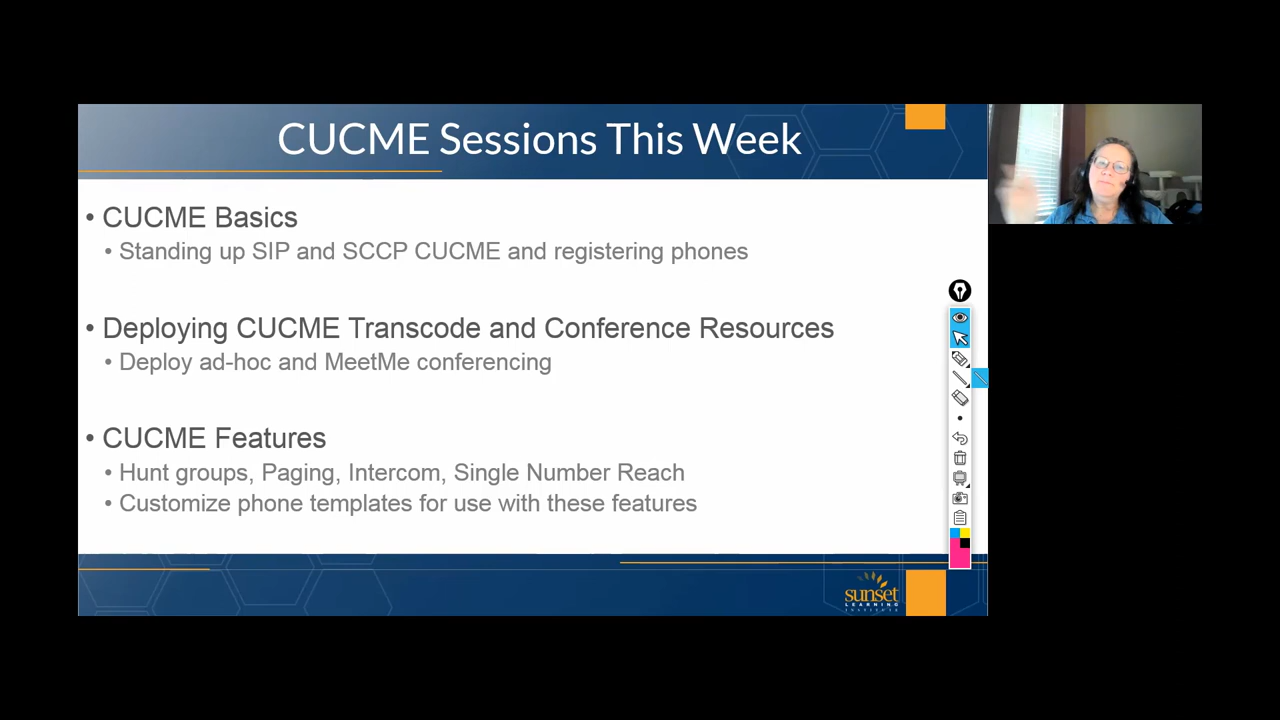 CUCME Sessions This Week
• CUCME Basics
• Standing up SIP and SCCP CUCME and registering phones
• Deploying CUCME Transcode and Conference Resources
• Deploy ad-hoc and MeetMe conferencing
• CUCME Features
• Hunt groups, Paging, Intercom, Single Number Reach
• Customize phone templates for use with these features
sunset
LEARNING